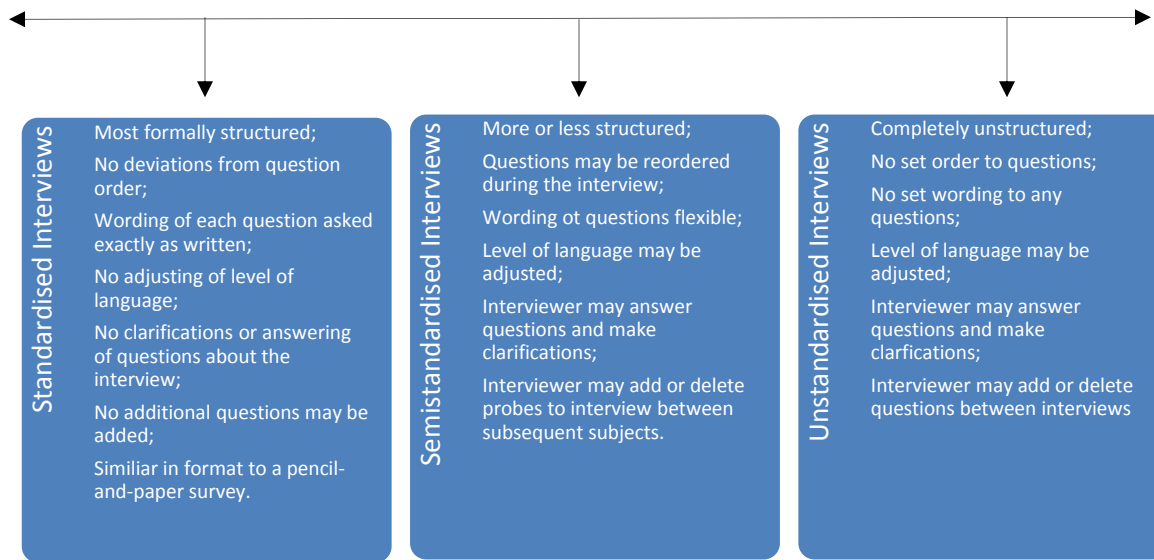 Standardised Interviews
Most formally structured;
No deviations from question
order;
Wording of each question asked
exactly as written;
No adjusting of level of
language;
No clarifications or answering
of questions about the
interview;
No additional questions may be
added;
Similiar in format to a pencil-
and-paper survey.
Semistandardised Interviews
More or less structured;
Questions may be reordered
during the interview;
Wording ot questions flexible;
Level of language may be
adjusted;
Interviewer may answer
questions and make
clarifications;
Interviewer may add or delete
probes to interview between
subsequent subjects.
Unstandardised Interviews
Completely unstructured;
No set order to questions;
No set wording to any
questions;
Level of language may be
adjusted;
Interviewer may answer
questions and make
clarfications;
Interviewer may add or delete
questions between interviews